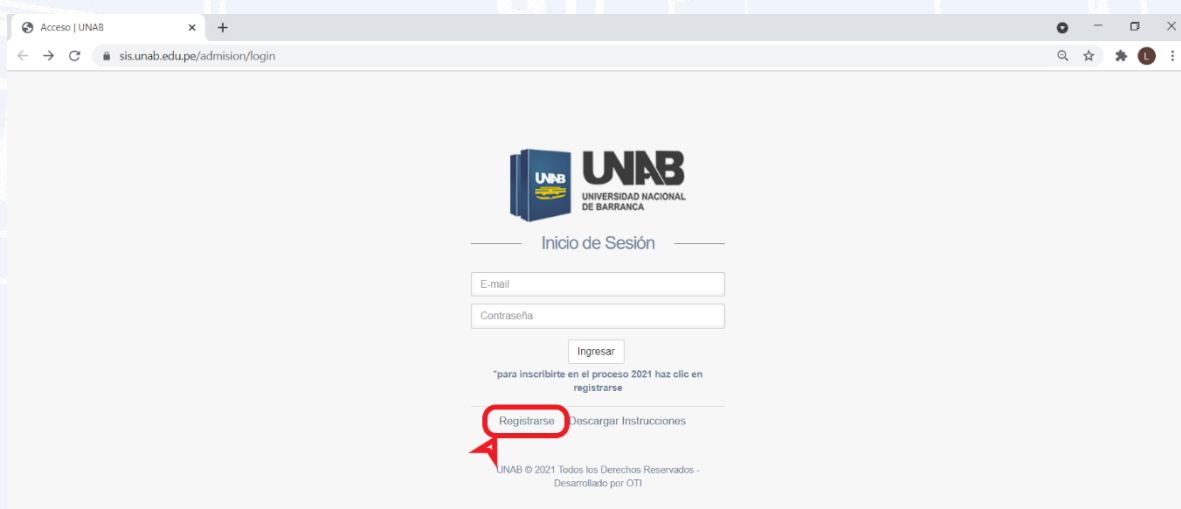 Acceso | UNAB
sis.unab.edu.pe/admision/login
L
UNAB
UNAB
UNIVERSIDAD NACIONAL
DE BARRANCA
Inicio de Sesión
E-mail
Contraseña
Ingresar
*para inscribirte en el proceso 2021 haz clic en
registrarse
Registrarse Descargar Instrucciones
UNAB © 2021 Todos los Derechos Reservados -
Desarrollado por OTI